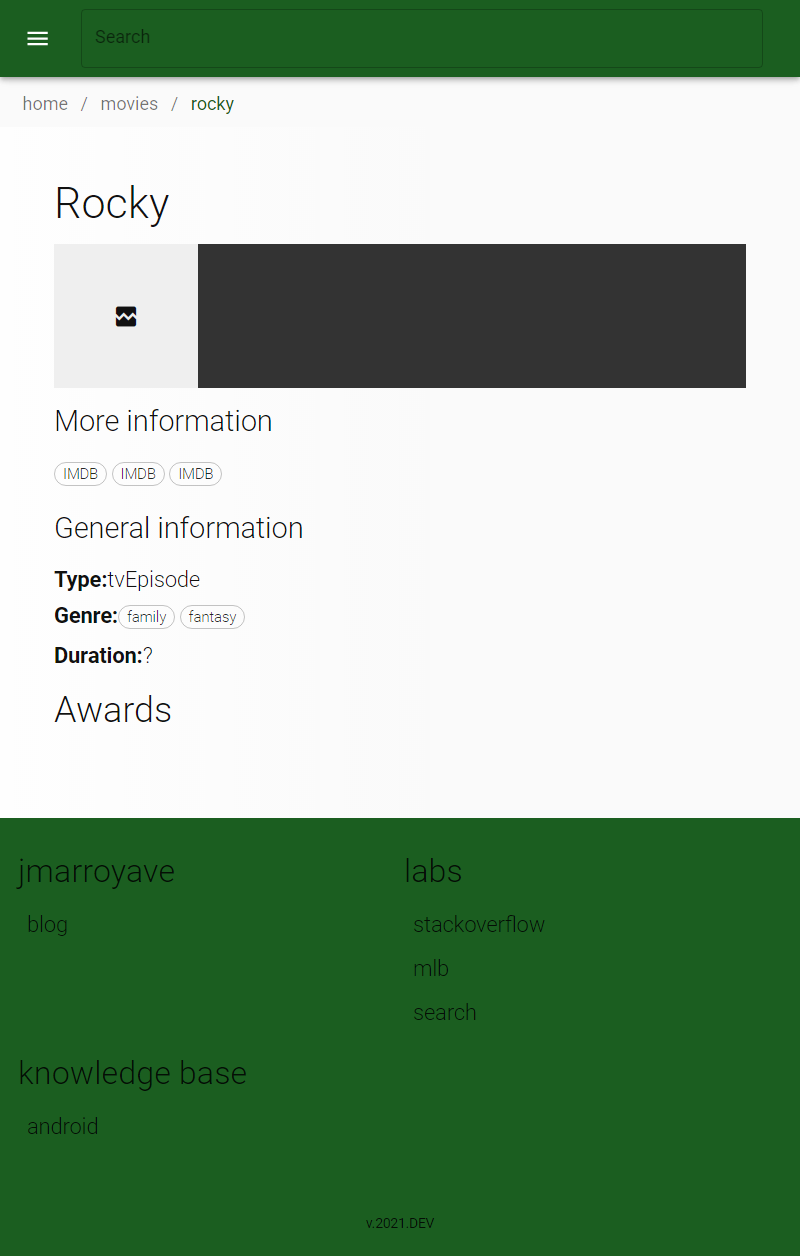 Search
home / movies / rocky
Rocky
More information
IMDB IMDB IMDB
General information
Type:tvEpisode
Genre: family fantasy
Duration:?
Awards
jmarroyave
blog
labs
stackoverflow
mlb
search
knowledge base
android
v.2021.DEV